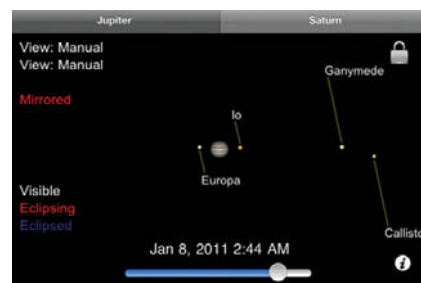 Jupiter Saturn
View: Manual
View: Manual
Ganymede
Mirrored
Io
Europa
Visible
Eclipsing
Eclipsed
Callisto
Jan 8, 2011 2:44 AM
i